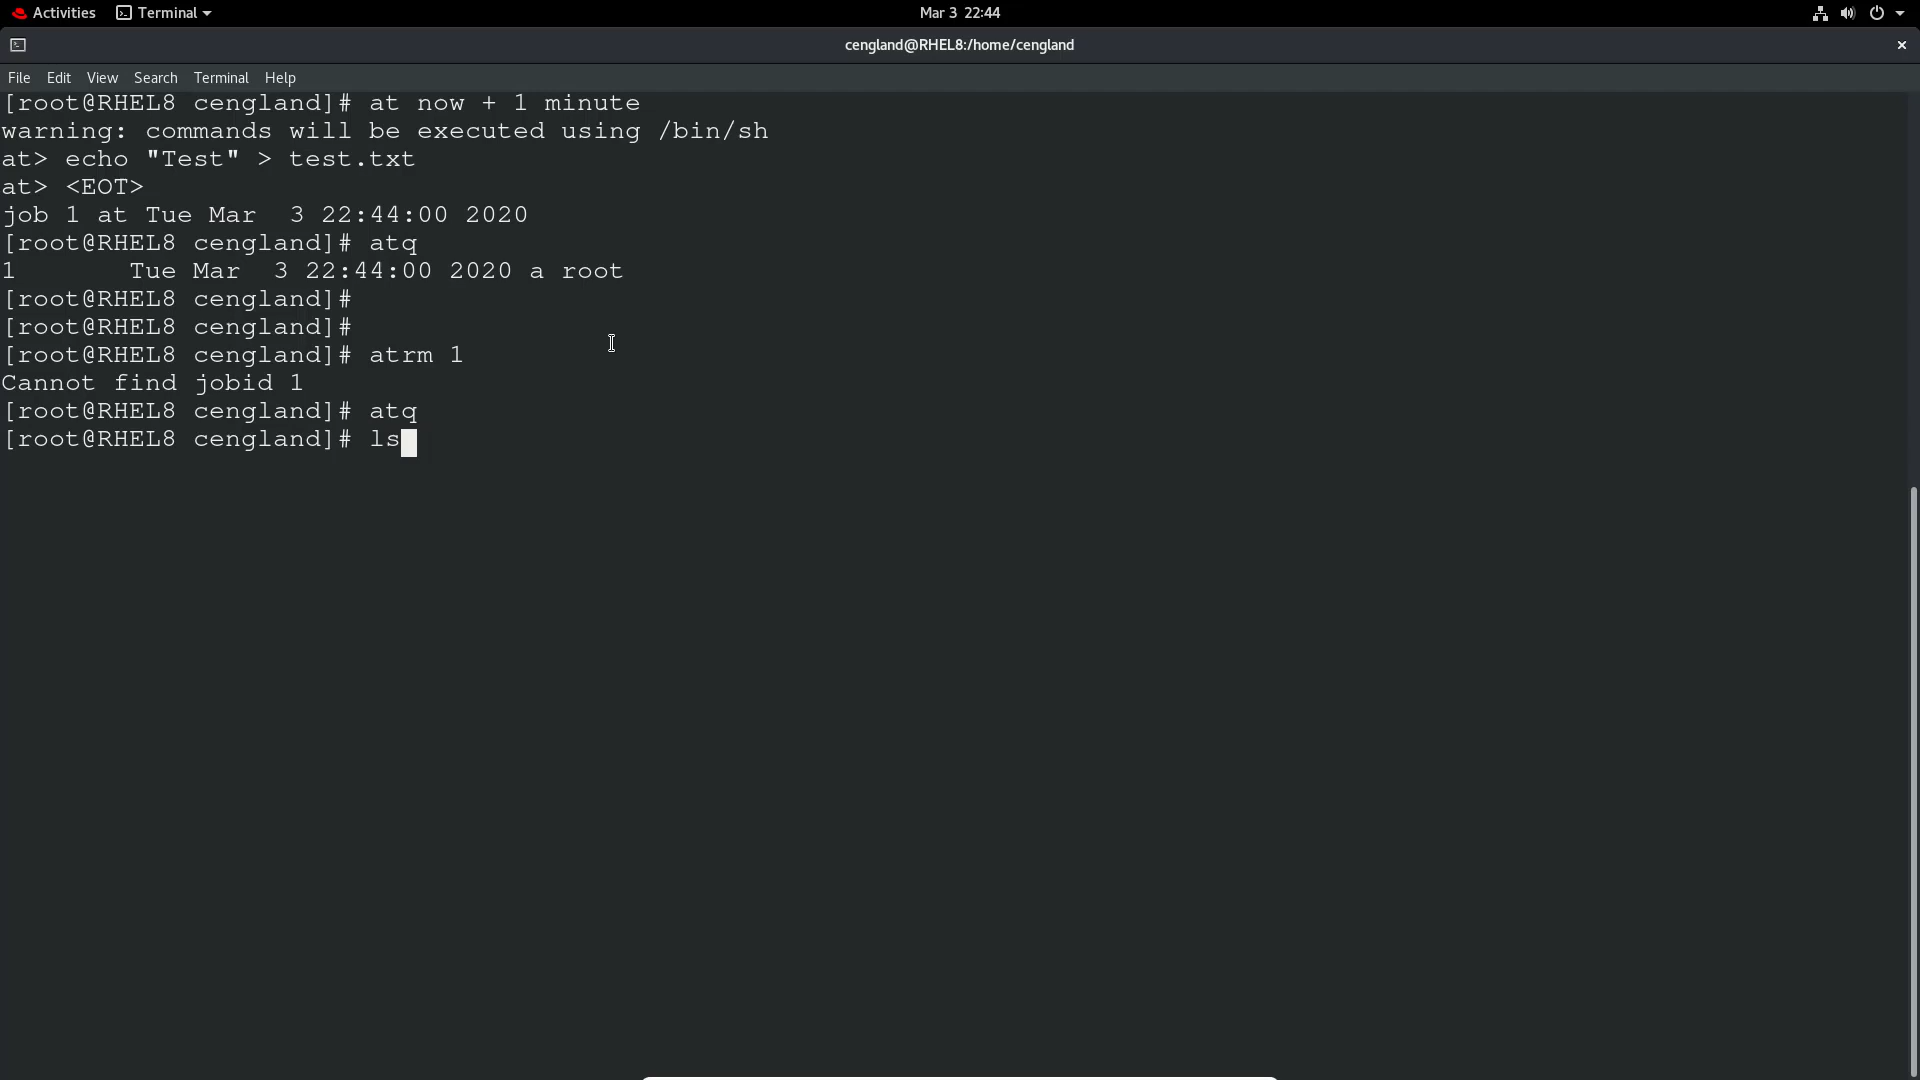 Activities Terminal Mar 3 22:44
cengland@RHEL8:/home/cengland
File Edit View Search Terminal Help
[root@RHEL8 cengland]# at now + 1 minute
warning: commands will be executed using /bin/sh
at> echo "Test" > test.txt
at> <EOT>
job 1 at Tue Mar  3 22:44:00 2020
[root@RHEL8 cengland]# atq
1       Tue Mar  3 22:44:00 2020 a root
[root@RHEL8 cengland]#
[root@RHEL8 cengland]#
[root@RHEL8 cengland]# atrm 1
Cannot find jobid 1
[root@RHEL8 cengland]# atq
[root@RHEL8 cengland]# ls